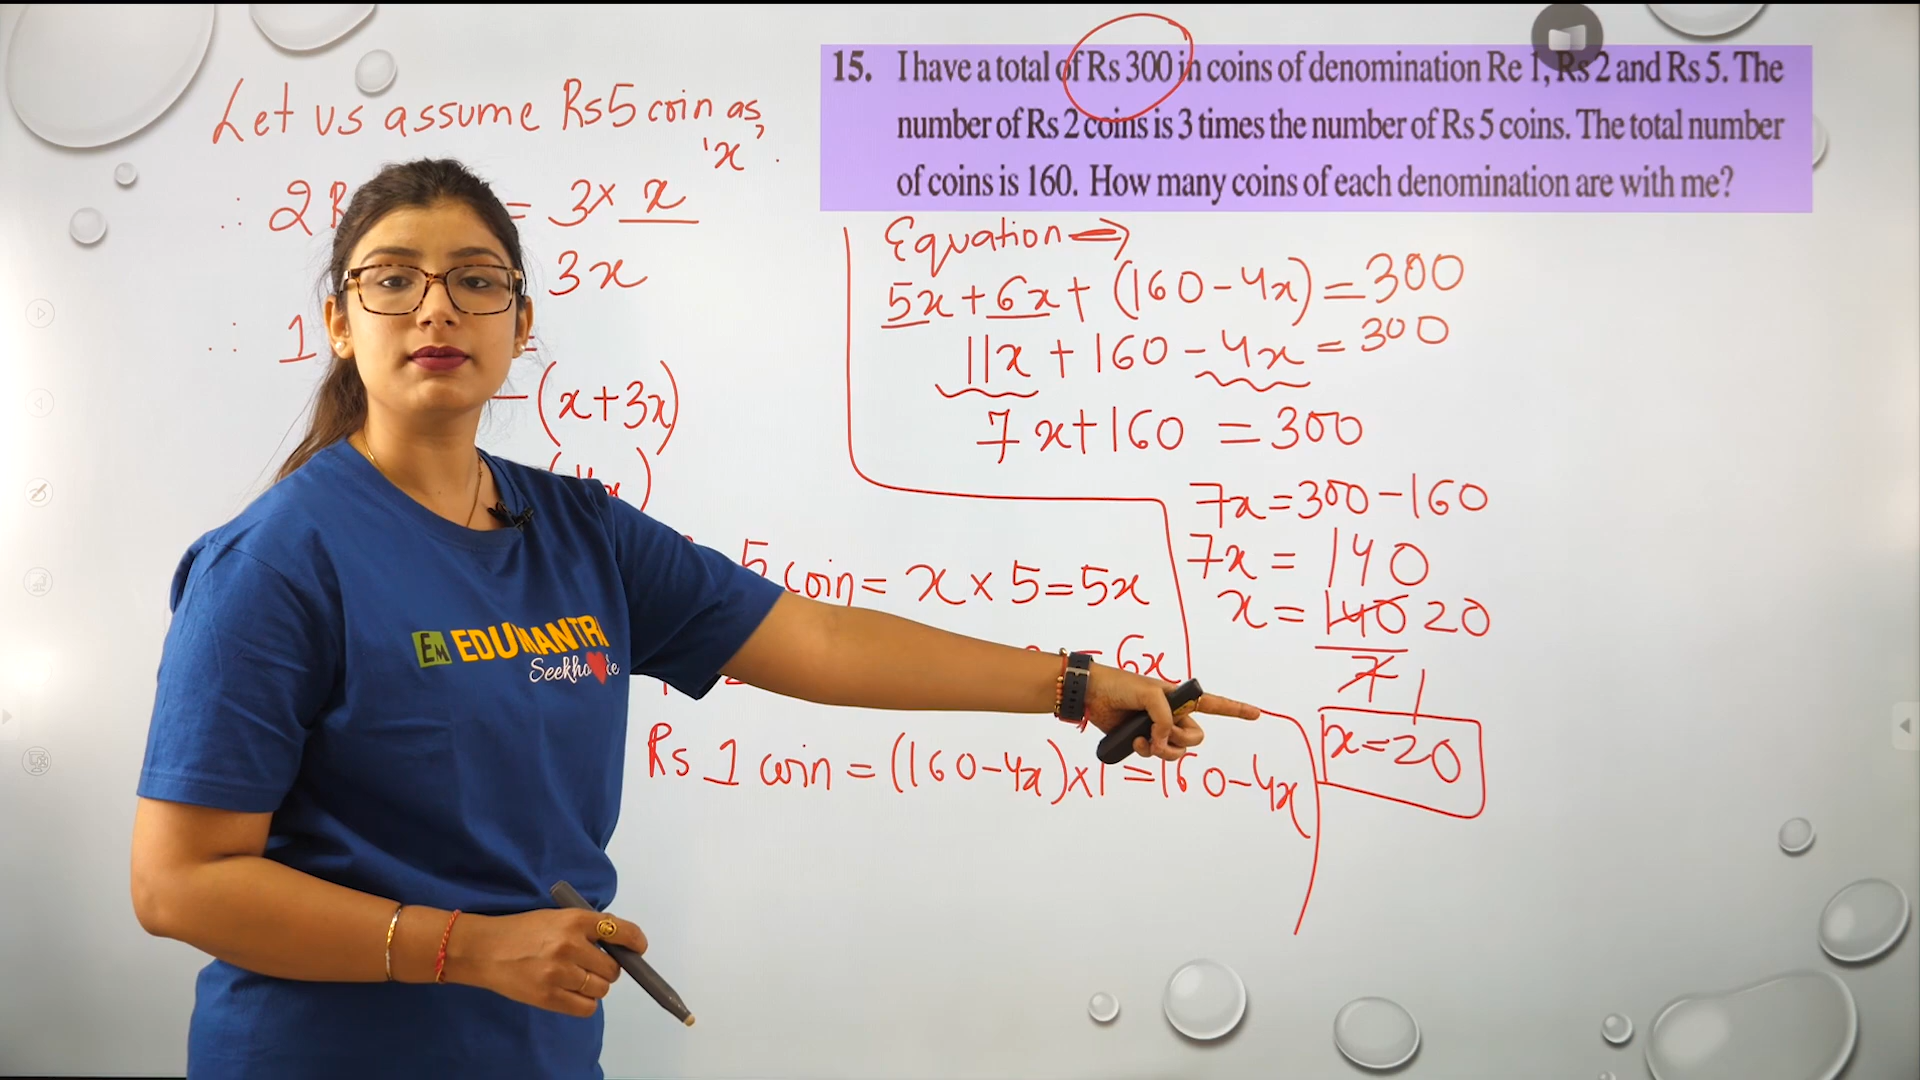 15. I have a total of Rs 300 in coins of denomination Re 1, Rs 2 and Rs 5. The
number of Rs 2 coins is 3 times the number of Rs 5 coins. The total number
of coins is 160. How many coins of each denomination are with me?
Let us assume Rs 5 coin as
'x'.
∴ 2 = 3 × x
3x
∴ 1 =
- (x+3x)
5 coin = x × 5 = 5x
= 6x
Rs 1 coin = (160-4x)×1 = 160-4x
Equation →
5x + 6x + (160-4x) = 300
11x + 160 - 4x = 300
7x+160 = 300
7x = 300-160
7x = 140
x = 140 20
7 1
x=20
EM EDUMANTRA
Seekho